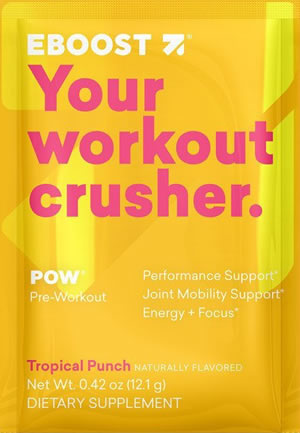 EBOOST®
Your
workout
crusher.
POW®
Pre-Workout
Performance Support*
Joint Mobility Support*
Energy + Focus*
Tropical Punch NATURALLY FLAVORED
Net Wt. 0.42 oz (12.1 g)
DIETARY SUPPLEMENT